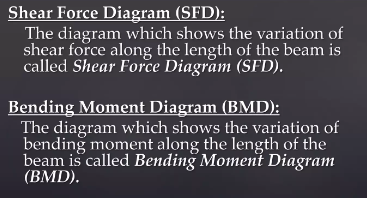 Shear Force Diagram (SFD):
The diagram which shows the variation of
shear force along the length of the beam is
called Shear Force Diagram (SFD).
Bending Moment Diagram (BMD):
The diagram which shows the variation of
bending moment along the length of the
beam is called Bending Moment Diagram
(BMD).